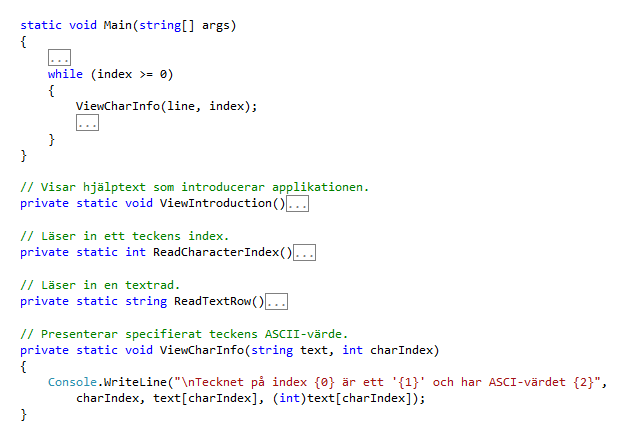 static void Main(string[] args)
{
...
while (index >= 0)
{
ViewCharInfo(line, index);
...
}
}
// Visar hjälptext som introducerar applikationen.
private static void ViewIntroduction()...
// Läser in ett teckens index.
private static int ReadCharacterIndex()...
// Läser in en textrad.
private static string ReadTextRow()...
// Presenterar specifierat teckens ASCII-värde.
private static void ViewCharInfo(string text, int charIndex)
{
Console.WriteLine("\nTecknet på index {0} är ett '{1}' och har ASCI-värdet {2}",
charIndex, text[charIndex], (int)text[charIndex]);
}